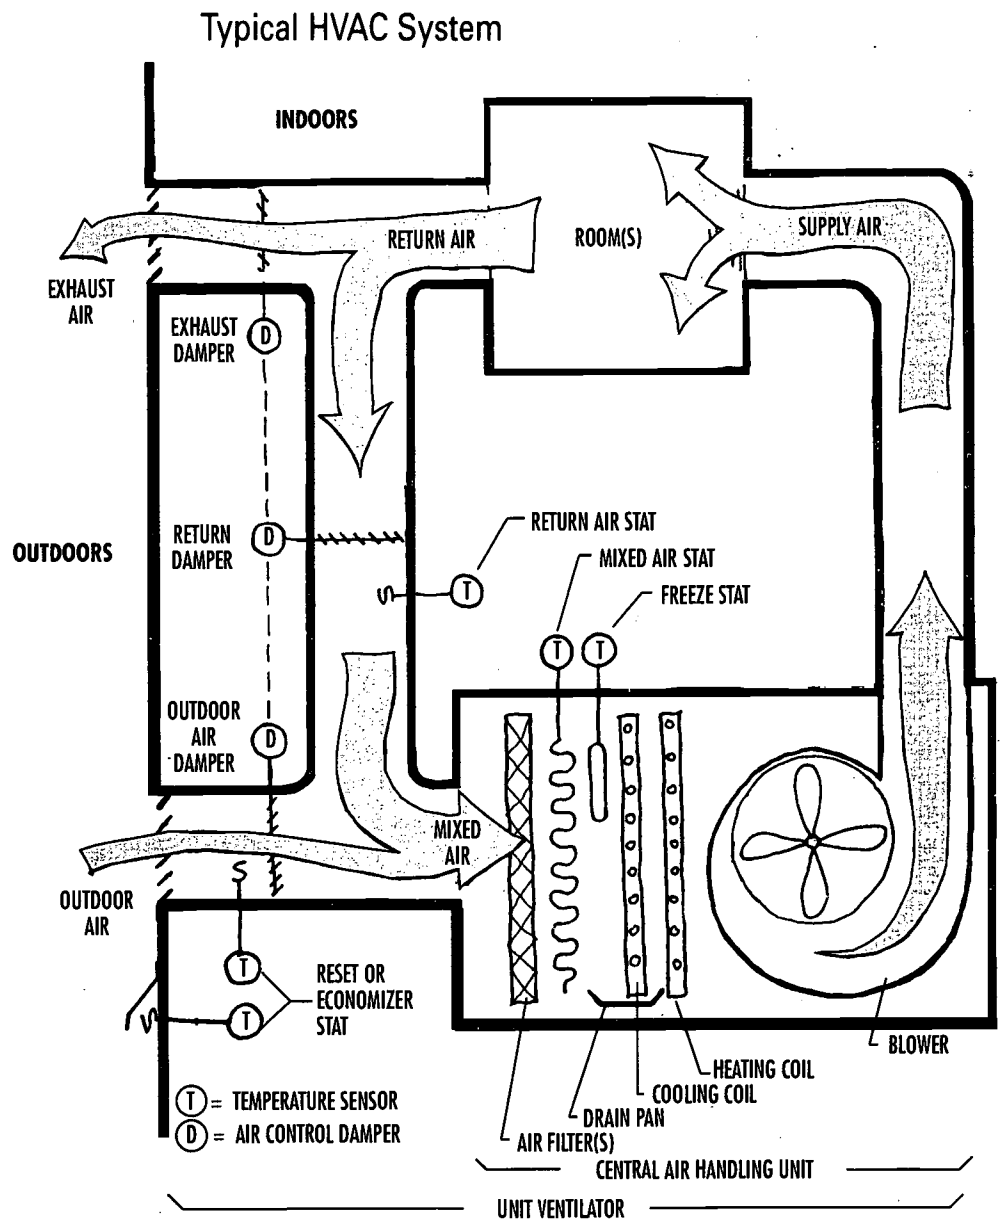 Typical HVAC System
INDOORS
RETURN AIR
ROOM(S)
SUPPLY AIR
EXHAUST
AIR
EXHAUST
DAMPER
D
OUTDOORS
RETURN
DAMPER
D
RETURN AIR STAT
MIXED AIR STAT
FREEZE STAT
T
T
T
OUTDOOR
AIR
DAMPER
D
MIXED
AIR
OUTDOOR
AIR
T
T
RESET OR
ECONOMIZER
STAT
BLOWER
HEATING COIL
COOLING COIL
DRAIN PAN
AIR FILTER(S)
T = TEMPERATURE SENSOR
D = AIR CONTROL DAMPER
CENTRAL AIR HANDLING UNIT
UNIT VENTILATOR